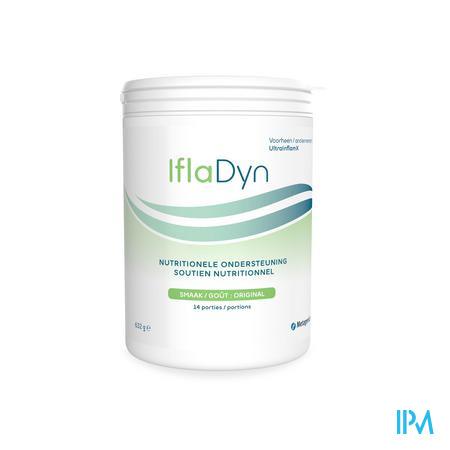 Voorheen / anciennement
UltraInflamX
IflaDyn
NUTRITIONELE ONDERSTEUNING
SOUTIEN NUTRITIONNEL
SMAAK / GOÛT : ORIGINAL
14 porties / portions
632 g e
Metagenics
IPM